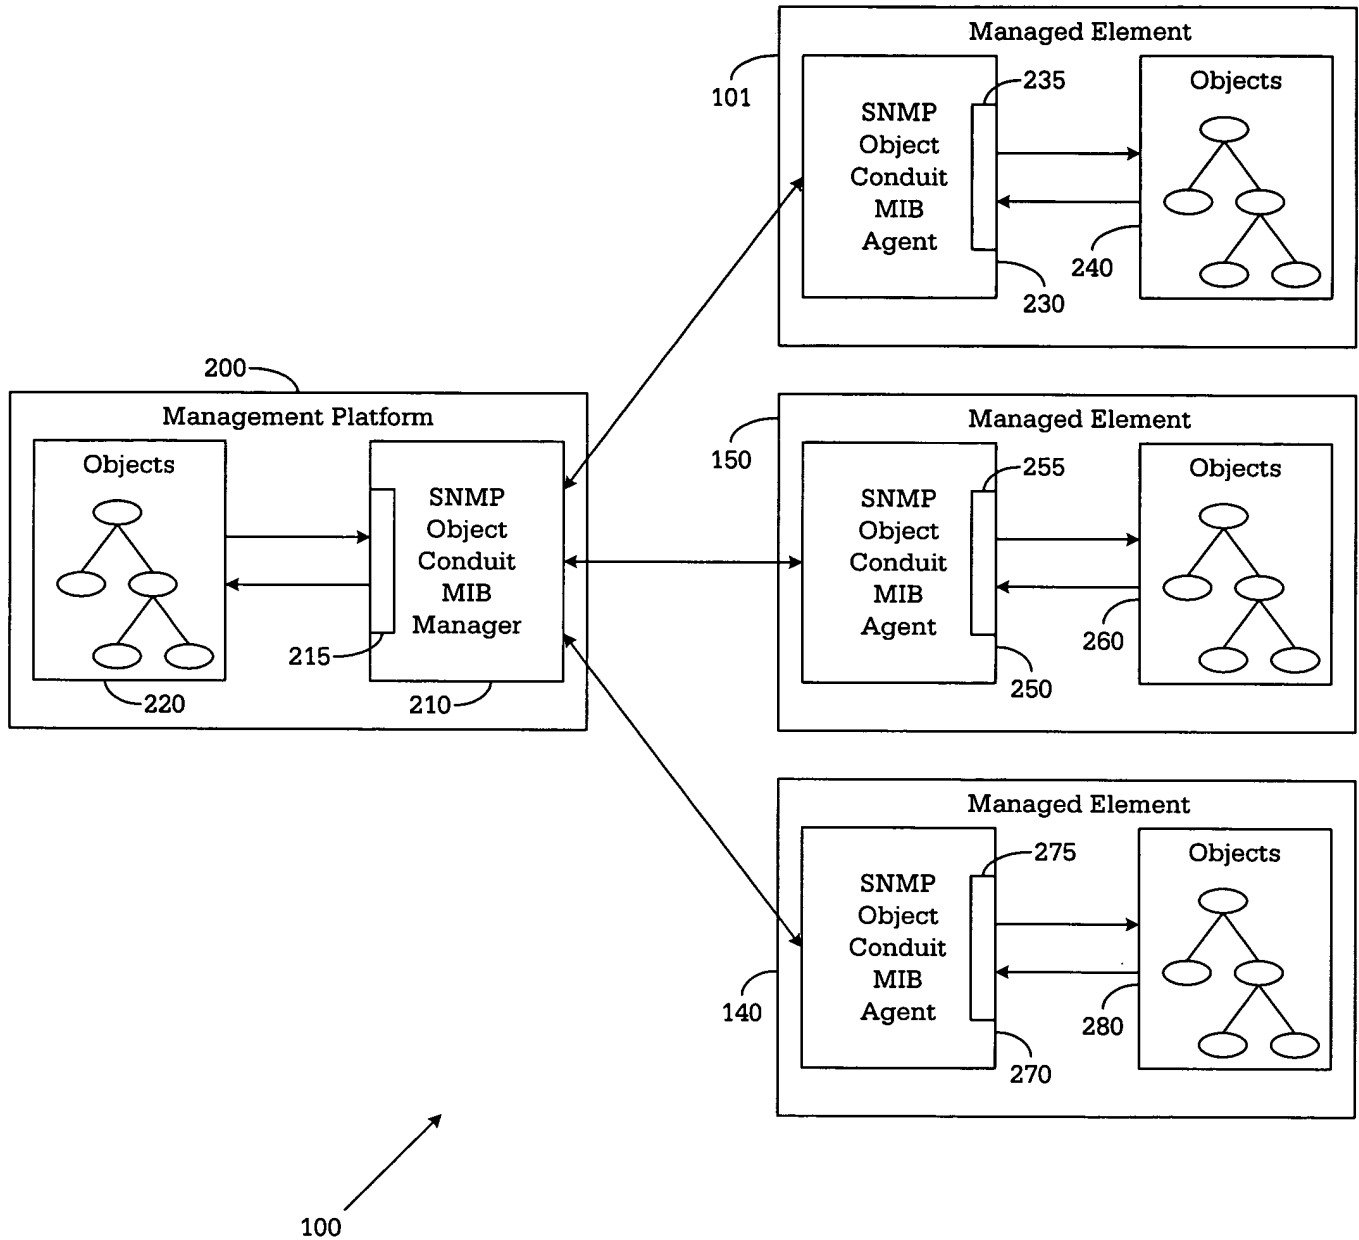 Managed Element
101
235
Objects
SNMP
Object
Conduit
MIB
Agent
240
230
200
Management Platform
Objects
SNMP
Object
Conduit
MIB
Manager
215
220
210
Managed Element
150
255
Objects
SNMP
Object
Conduit
MIB
Agent
260
250
Managed Element
275
Objects
SNMP
Object
Conduit
MIB
Agent
140
280
270
100